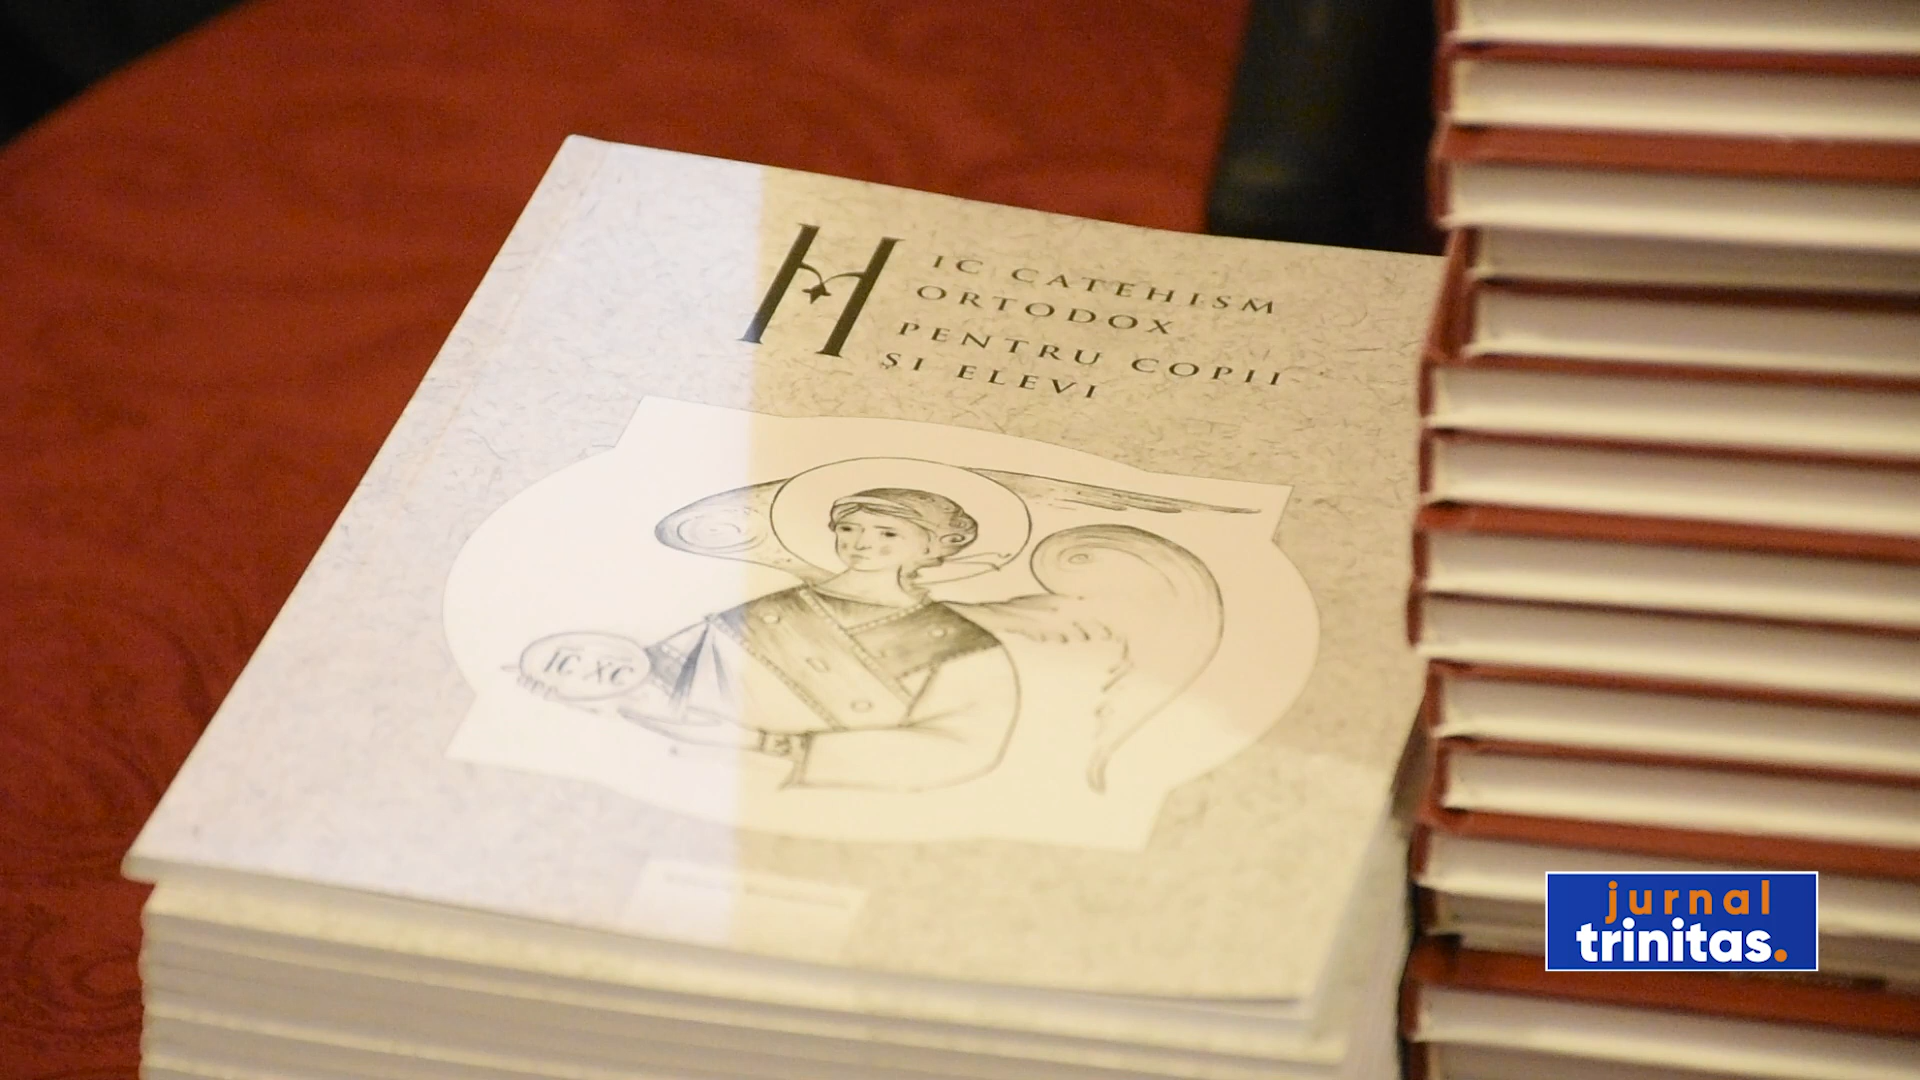 MIC CATEHISM
ORTODOX
PENTRU COPII
ȘI ELEVI
IC XC
jurnal
trinitas.